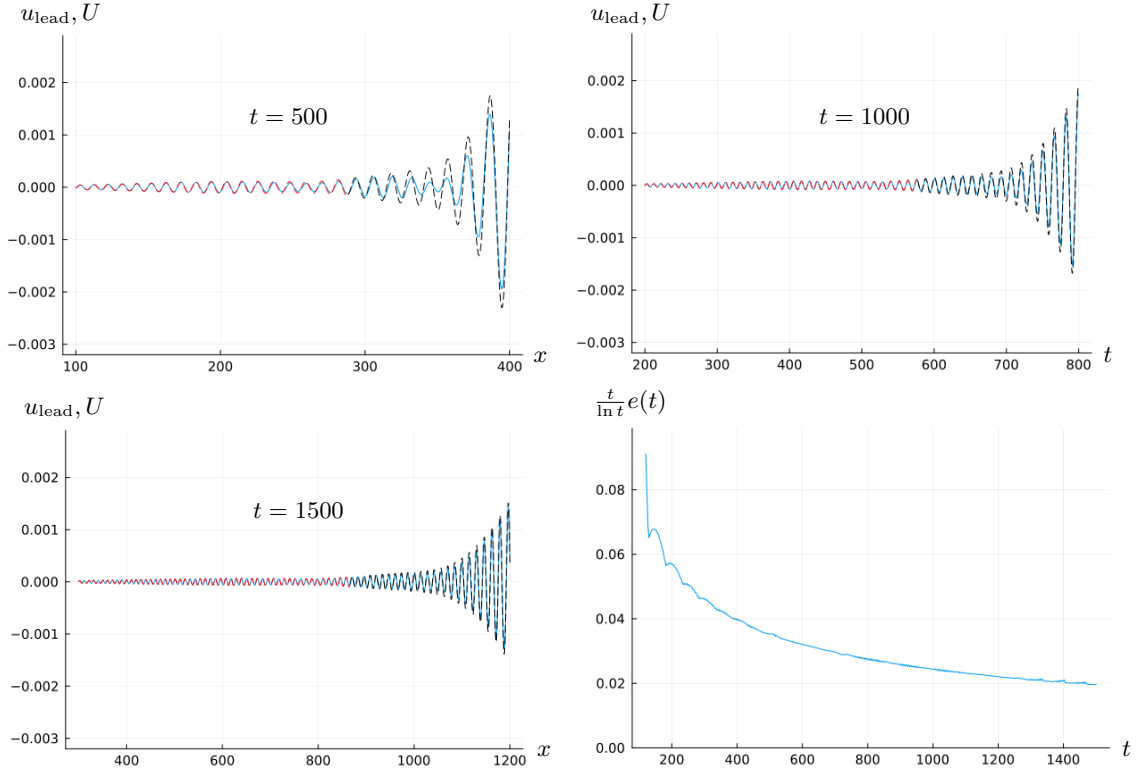 u_lead, U
0.002
0.001
0.000
−0.001
−0.002
−0.003
t = 500
100 200 300 400 x
u_lead, U
0.002
0.001
0.000
−0.001
−0.002
−0.003
t = 1000
200 300 400 500 600 700 800 t
u_lead, U
0.002
0.001
0.000
−0.001
−0.002
−0.003
t = 1500
400 600 800 1000 1200 x
t/ln t e(t)
0.08
0.06
0.04
0.02
0.00
200 400 600 800 1000 1200 1400 t